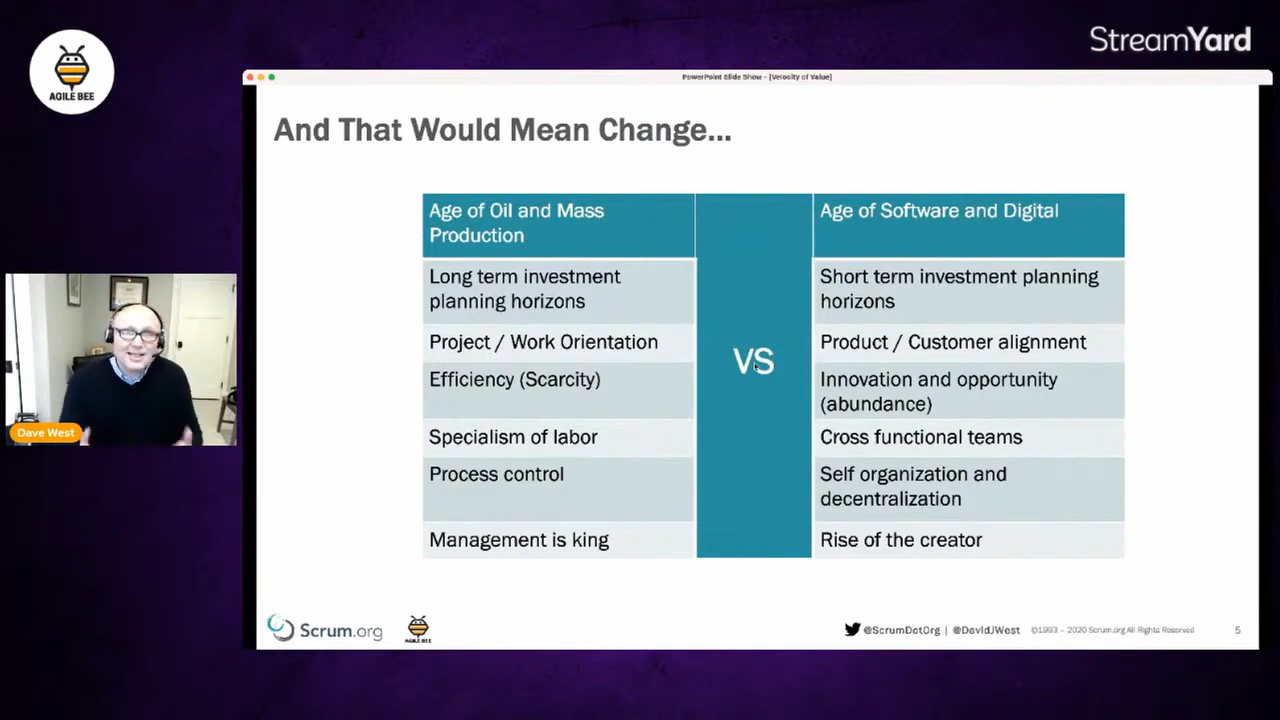 AGILE BEE
StreamYard
PowerPoint Slide Show - [Velocity of Value]
And That Would Mean Change...
Age of Oil and Mass
Production
VS
Age of Software and Digital
Long term investment
planning horizons
Short term investment planning
horizons
Project / Work Orientation
Product / Customer alignment
Efficiency (Scarcity)
Innovation and opportunity
(abundance)
Specialism of labor
Cross functional teams
Process control
Self organization and
decentralization
Management is king
Rise of the creator
Dave West
Scrum.org
AGILE BEE
@ScrumDotOrg | @DavidJWest
©1993 – 2020 Scrum.org All Rights Reserved
5